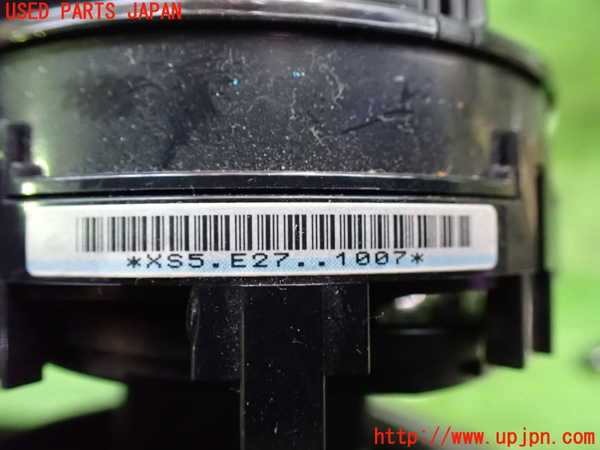 USED PARTS JAPAN
*XS5.E27..1007*
http://www.upjpn.com/